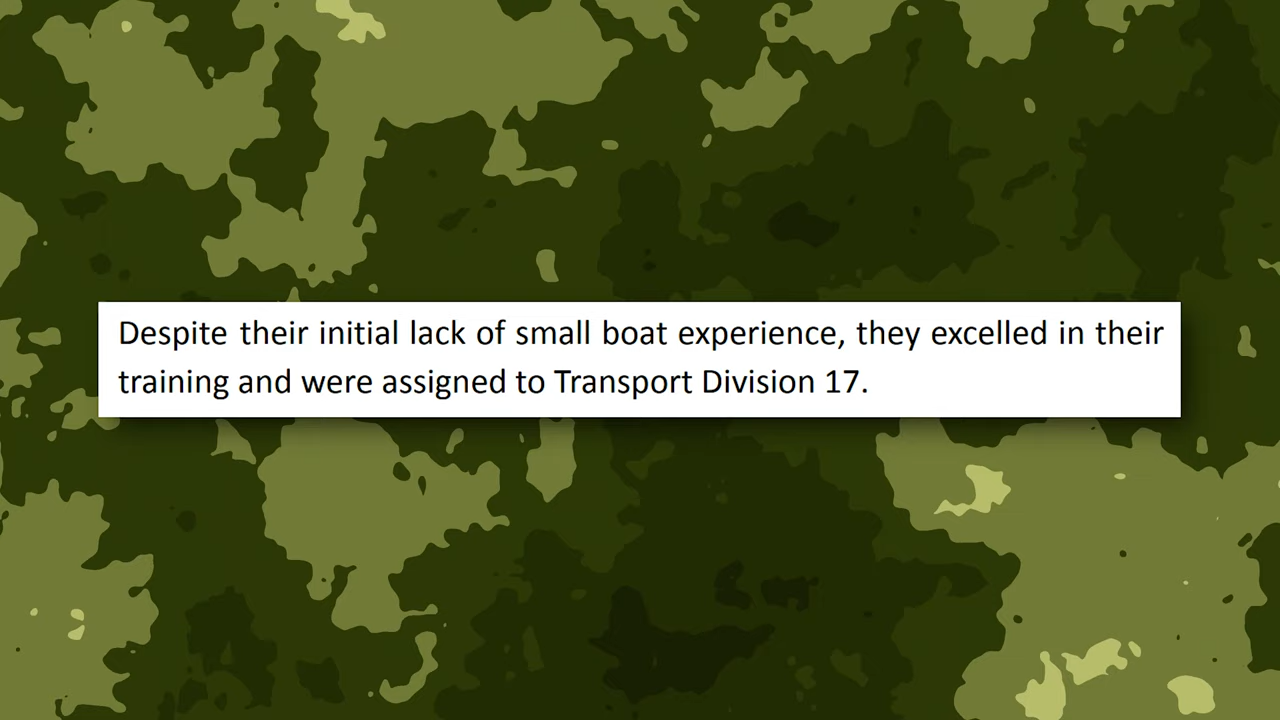 Despite their initial lack of small boat experience, they excelled in their
training and were assigned to Transport Division 17.